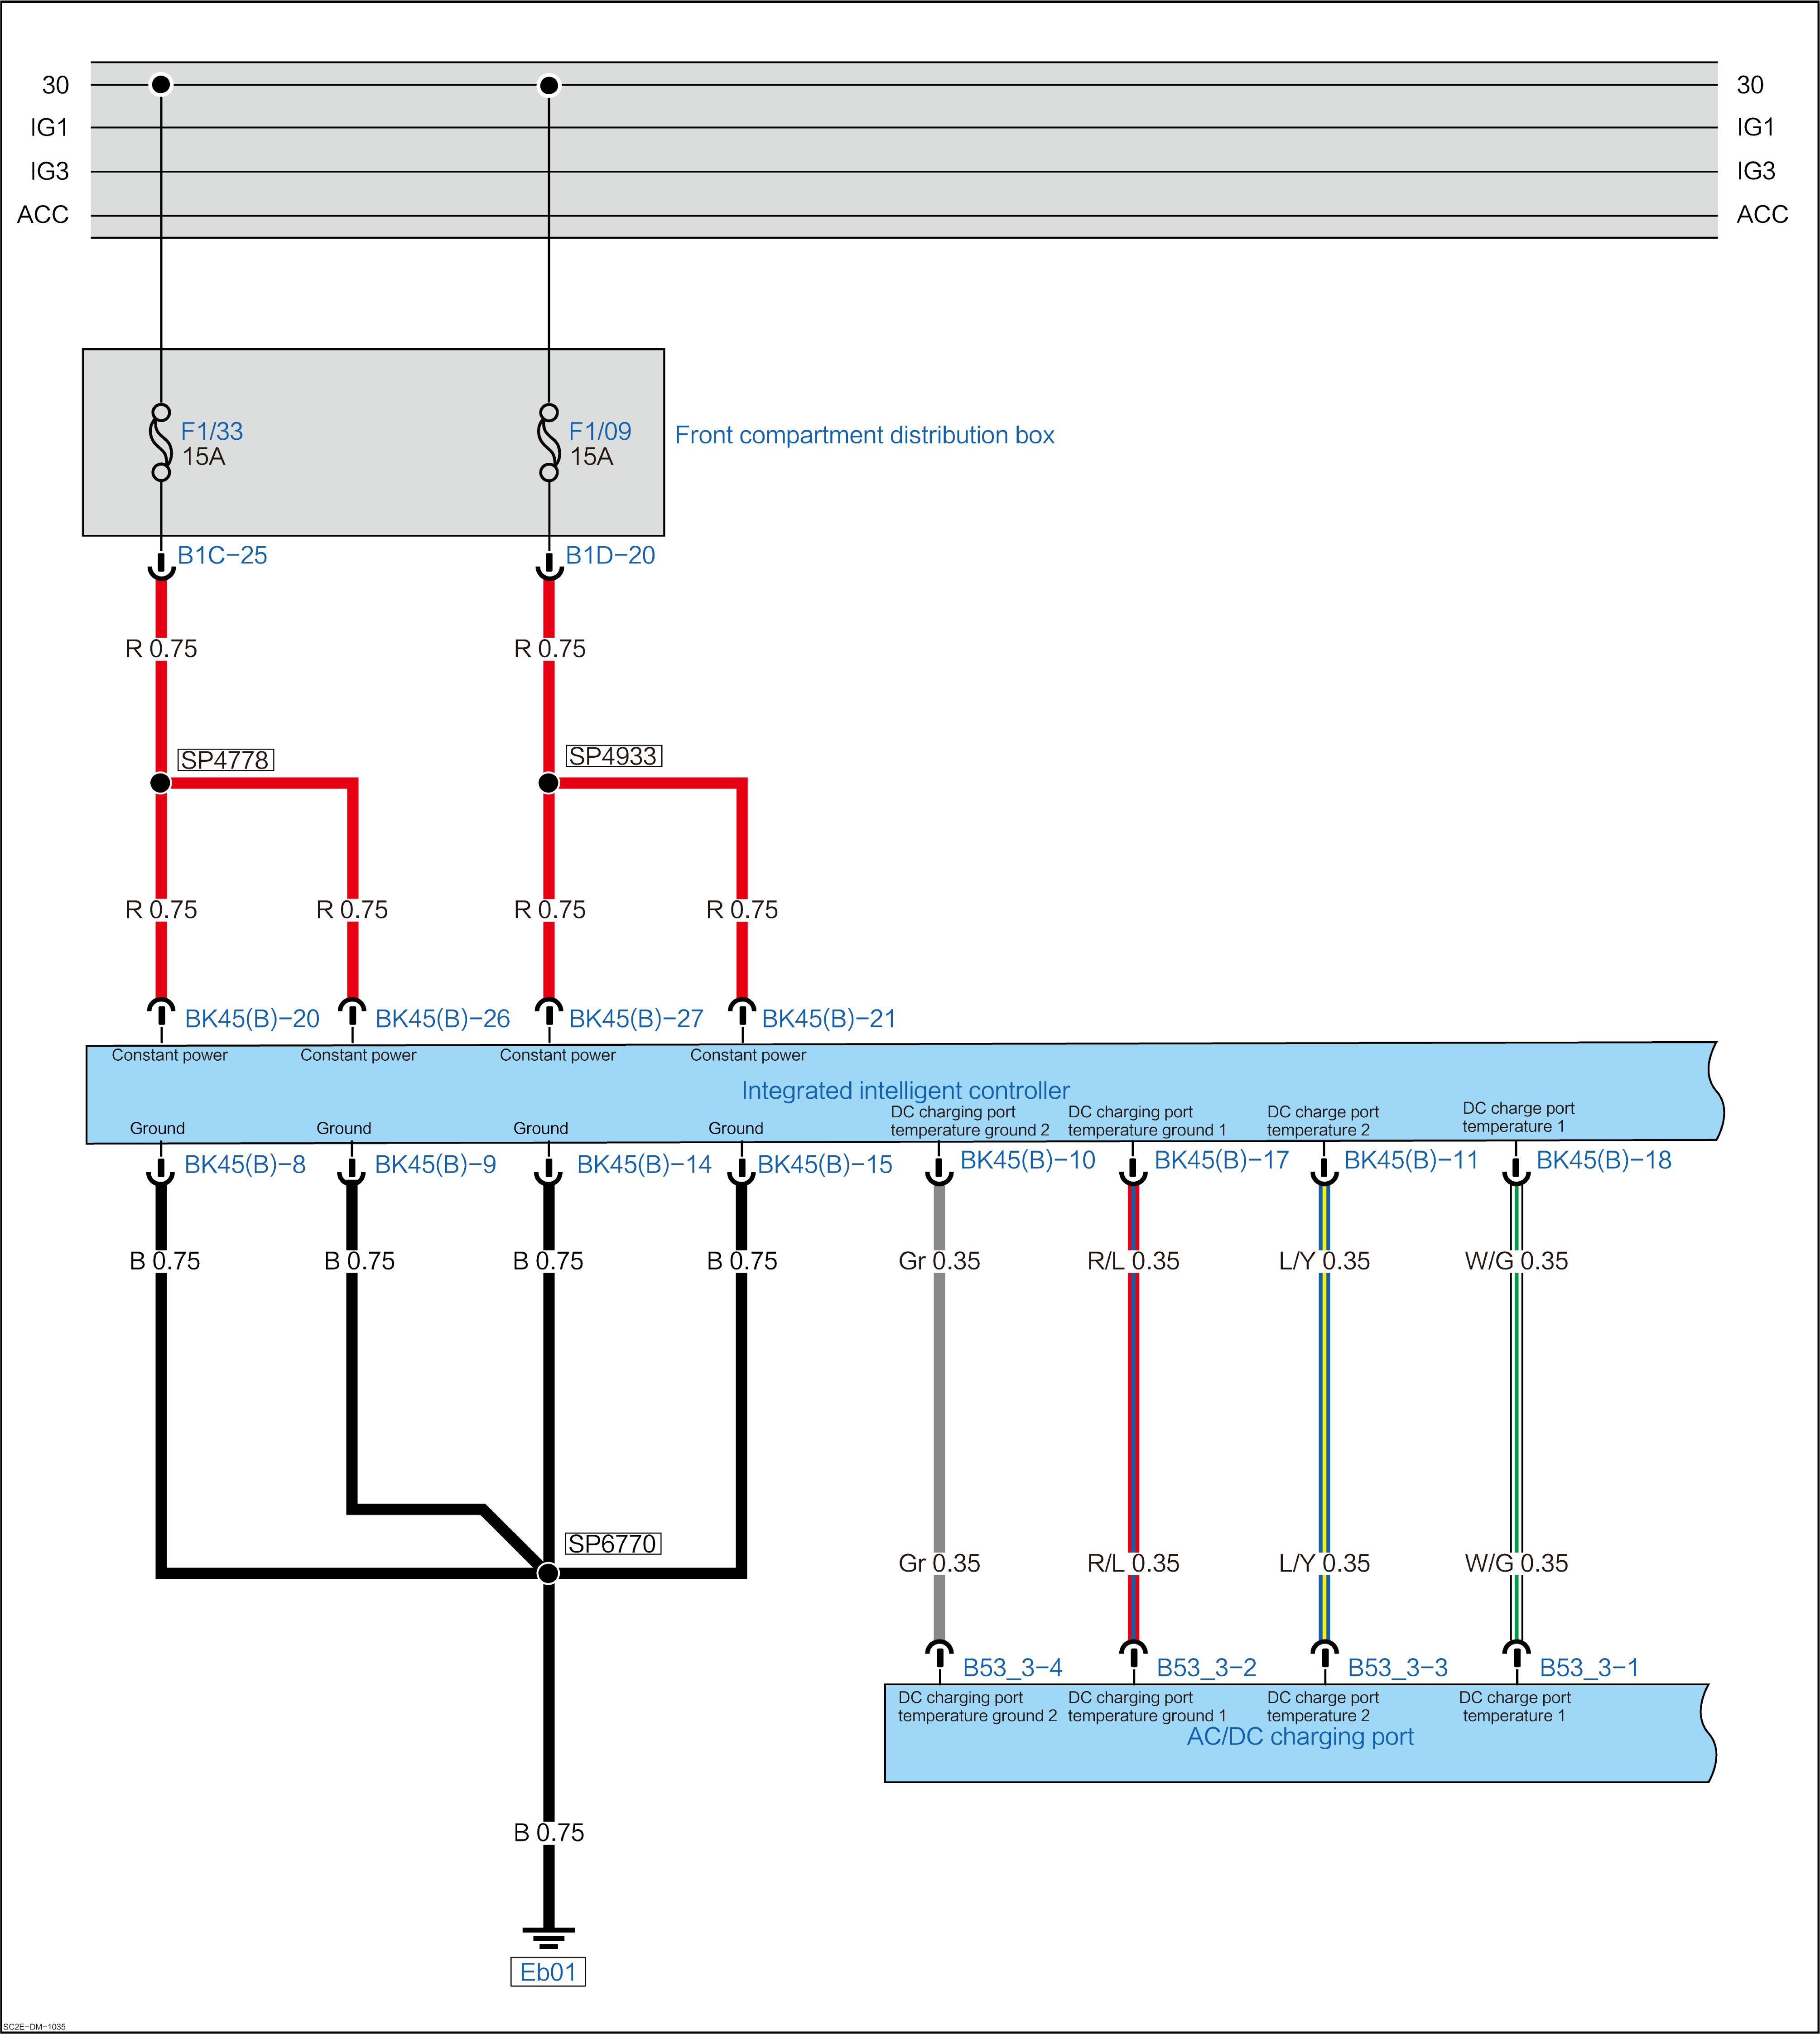 30 30
IG1 IG1
IG3 IG3
ACC ACC
F1/33 F1/09
15A 15A
Front compartment distribution box
B1C-25 B1D-20
R 0.75 R 0.75
SP4778 SP4933
R 0.75 R 0.75 R 0.75 R 0.75
BK45(B)-20 BK45(B)-26 BK45(B)-27 BK45(B)-21
Constant power Constant power Constant power Constant power
Integrated intelligent controller
Ground Ground Ground Ground
DC charging port
temperature ground 2
DC charging port
temperature ground 1
DC charge port
temperature 2
DC charge port
temperature 1
BK45(B)-8 BK45(B)-9 BK45(B)-14 BK45(B)-15 BK45(B)-10 BK45(B)-17 BK45(B)-11 BK45(B)-18
B 0.75 B 0.75 B 0.75 B 0.75 Gr 0.35 R/L 0.35 L/Y 0.35 W/G 0.35
SP6770
Gr 0.35 R/L 0.35 L/Y 0.35 W/G 0.35
B53_3-4 B53_3-2 B53_3-3 B53_3-1
DC charging port
temperature ground 2
DC charging port
temperature ground 1
DC charge port
temperature 2
DC charge port
temperature 1
AC/DC charging port
B 0.75
Eb01
SC2E-DM-1035